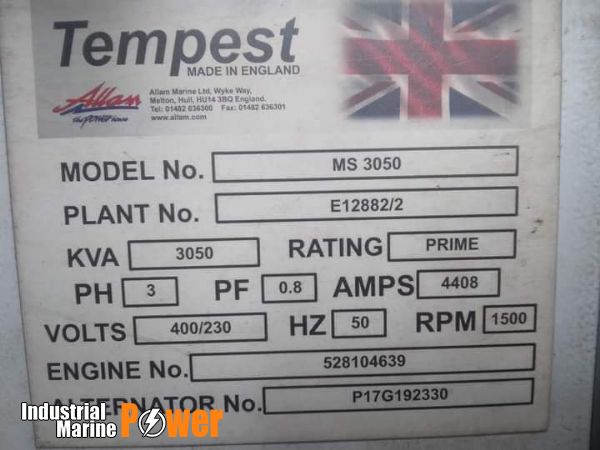 Tempest
MADE IN ENGLAND
Allam
the power house
Allam Marine Ltd, Wyke Way,
Melton, Hull. HU14 3BQ England.
Tel: 01482 636300 Fax: 01482 636301
www.allam.com
MODEL No. MS 3050
PLANT No. E12882/2
KVA 3050 RATING PRIME
PH 3 PF 0.8 AMPS 4408
VOLTS 400/230 HZ 50 RPM 1500
ENGINE No. 528104639
ALTERNATOR No. P17G192330
Industrial
Marine Power